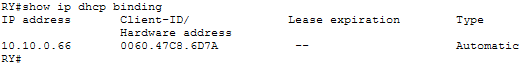 RY#show ip dhcp binding
IP address       Client-ID/              Lease expiration        Type
                 Hardware address
10.10.0.66       0060.47C8.6D7A           --                     Automatic
RY#